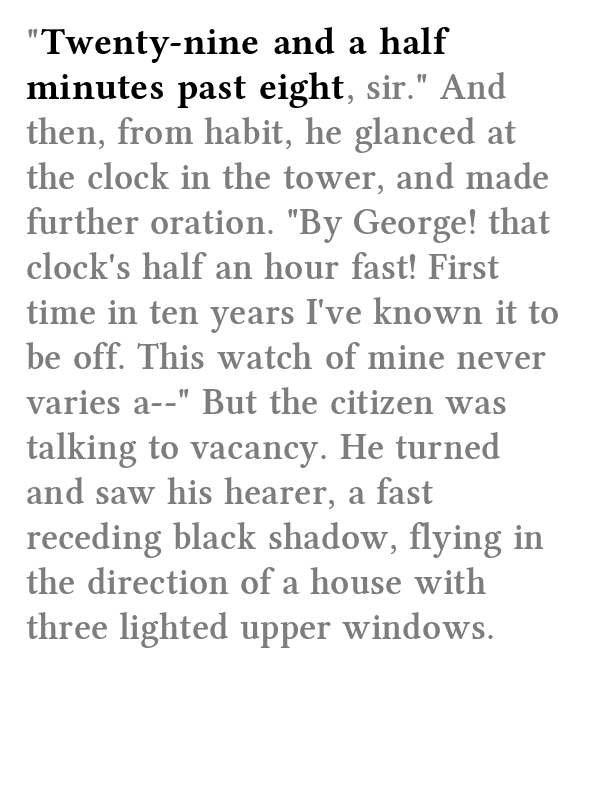 "Twenty-nine and a half
minutes past eight, sir." And
then, from habit, he glanced at
the clock in the tower, and made
further oration. "By George! that
clock's half an hour fast! First
time in ten years I've known it to
be off. This watch of mine never
varies a--" But the citizen was
talking to vacancy. He turned
and saw his hearer, a fast
receding black shadow, flying in
the direction of a house with
three lighted upper windows.